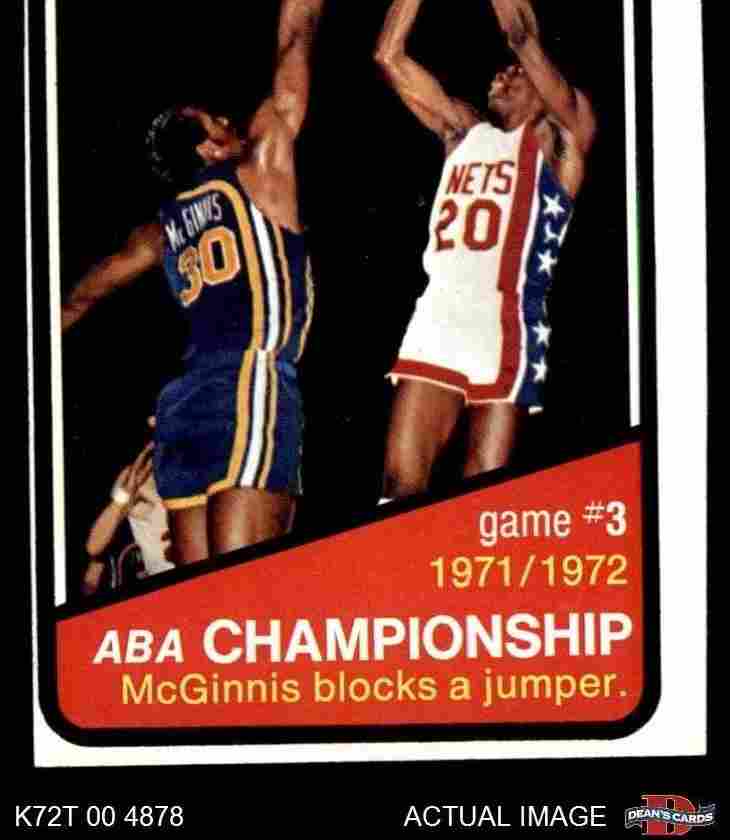 McGINNIS
30
NETS
20
game #3
1971/1972
ABA CHAMPIONSHIP
McGinnis blocks a jumper.
K72T 00 4878
ACTUAL IMAGE
D
DEAN'S CARDS